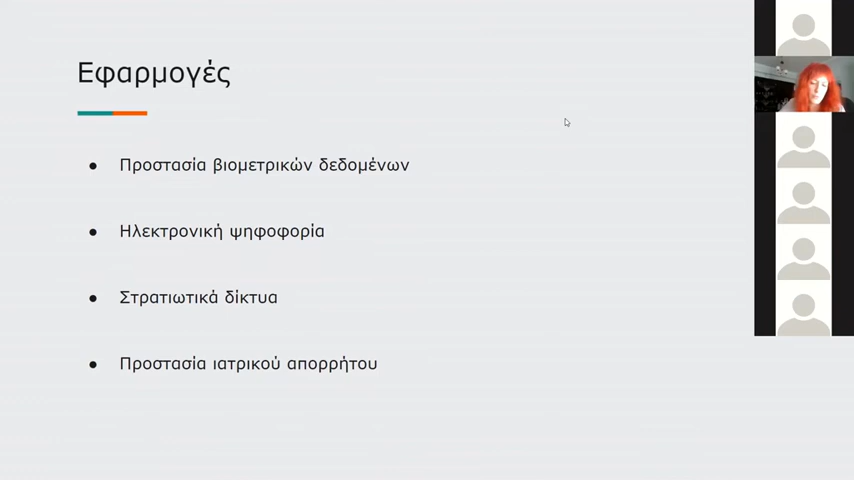 Εφαρμογές
● Προστασία βιομετρικών δεδομένων
● Ηλεκτρονική ψηφοφορία
● Στρατιωτικά δίκτυα
● Προστασία ιατρικού απορρήτου